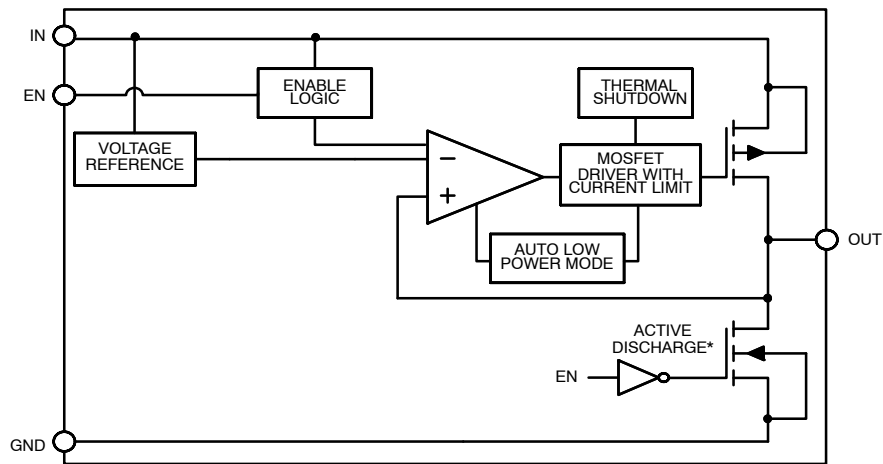 IN
EN
ENABLE
LOGIC
THERMAL
SHUTDOWN
VOLTAGE
REFERENCE
−
+
MOSFET
DRIVER WITH
CURRENT LIMIT
AUTO LOW
POWER MODE
OUT
ACTIVE
DISCHARGE*
EN
GND